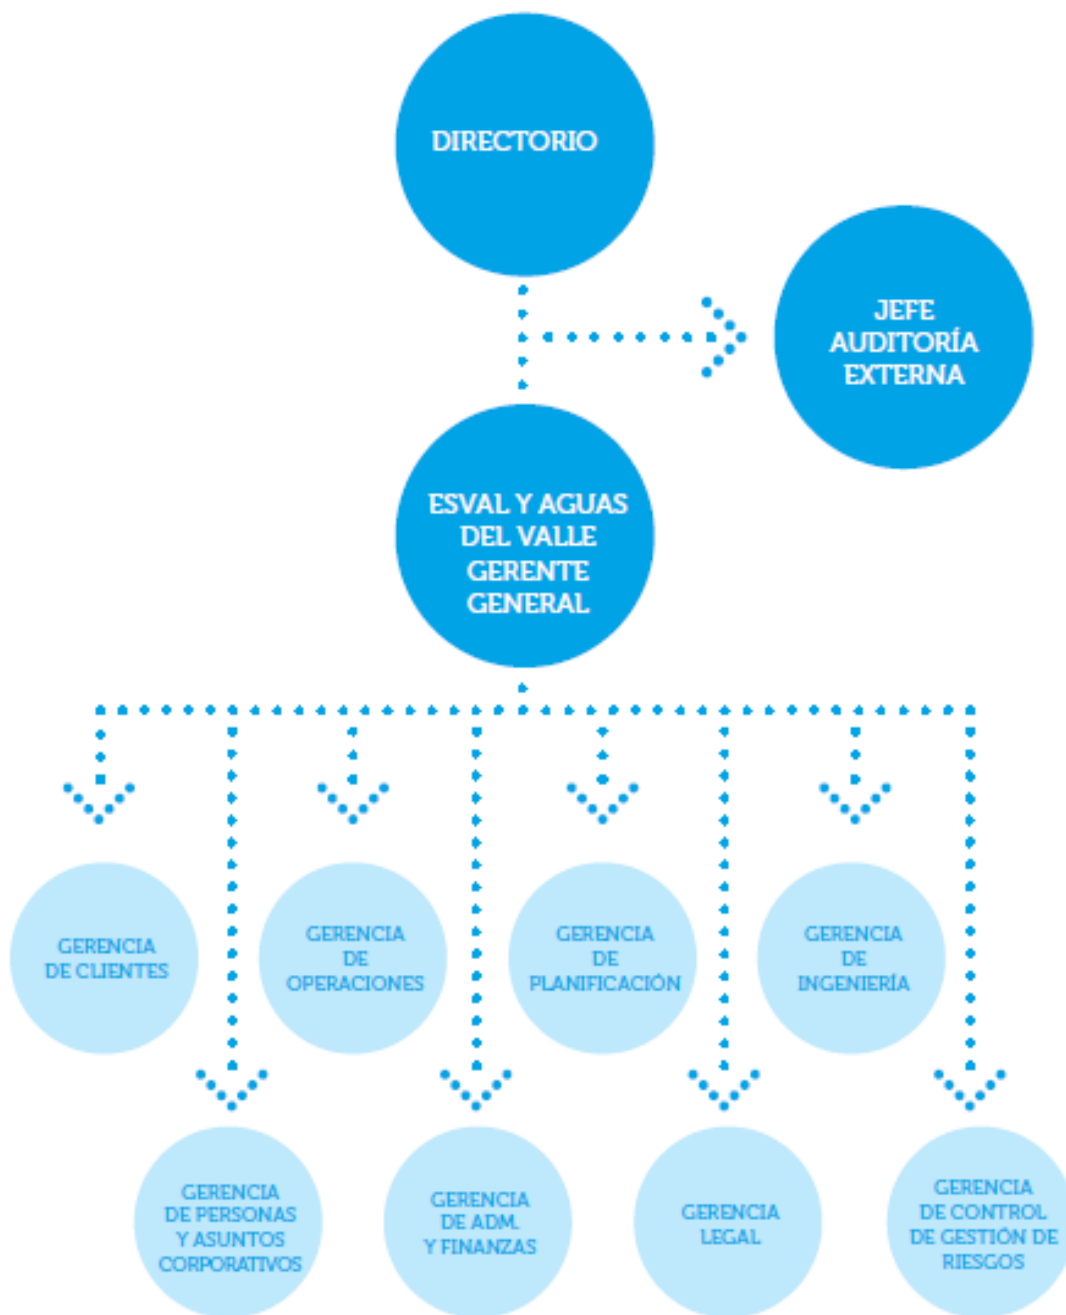 DIRECTORIO
JEFE
AUDITORÍA
EXTERNA
ESVAL Y AGUAS
DEL VALLE
GERENTE
GENERAL
GERENCIA
DE CLIENTES
GERENCIA
DE
OPERACIONES
GERENCIA
DE
PLANIFICACIÓN
GERENCIA
DE
INGENIERÍA
GERENCIA
DE PERSONAS
Y ASUNTOS
CORPORATIVOS
GERENCIA
DE ADM.
Y FINANZAS
GERENCIA
LEGAL
GERENCIA
DE CONTROL
DE GESTIÓN DE
RIESGOS